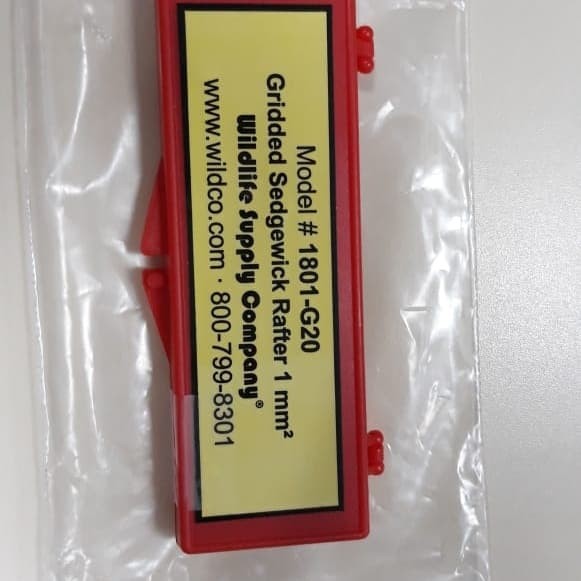 Model # 1801-G20
Gridded Sedgewick Rafter 1 mm²
Wildlife Supply Company®
www.wildco.com · 800-799-8301